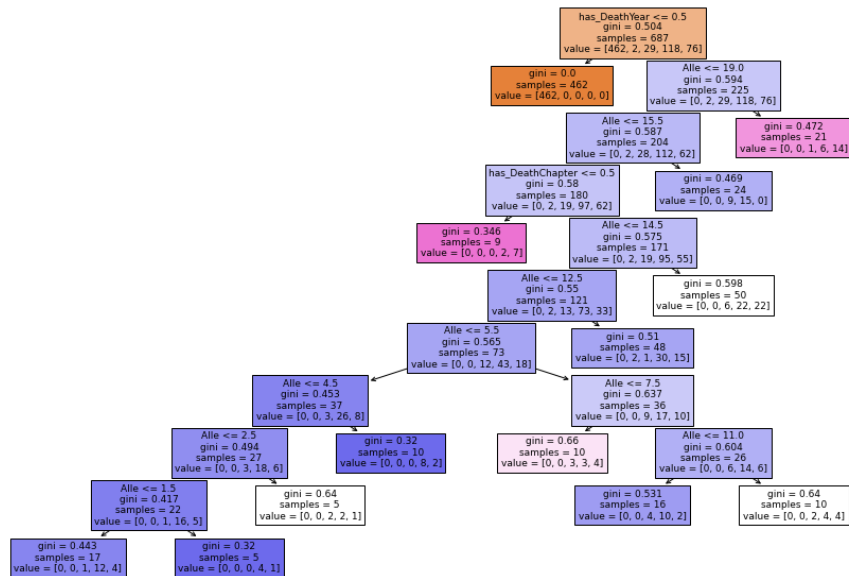 has_DeathYear <= 0.5
gini = 0.504
samples = 687
value = [462, 2, 29, 118, 76]
gini = 0.0
samples = 462
value = [462, 0, 0, 0, 0]
Alle <= 19.0
gini = 0.594
samples = 225
value = [0, 2, 29, 118, 76]
Alle <= 15.5
gini = 0.587
samples = 204
value = [0, 2, 28, 112, 62]
gini = 0.472
samples = 21
value = [0, 0, 1, 6, 14]
has_DeathChapter <= 0.5
gini = 0.58
samples = 180
value = [0, 2, 19, 97, 62]
gini = 0.469
samples = 24
value = [0, 0, 9, 15, 0]
gini = 0.346
samples = 9
value = [0, 0, 0, 2, 7]
Alle <= 14.5
gini = 0.575
samples = 171
value = [0, 2, 19, 95, 55]
Alle <= 12.5
gini = 0.55
samples = 121
value = [0, 2, 13, 73, 33]
gini = 0.598
samples = 50
value = [0, 0, 6, 22, 22]
Alle <= 5.5
gini = 0.565
samples = 73
value = [0, 0, 12, 43, 18]
gini = 0.51
samples = 48
value = [0, 2, 1, 30, 15]
Alle <= 4.5
gini = 0.453
samples = 37
value = [0, 0, 3, 26, 8]
Alle <= 7.5
gini = 0.637
samples = 36
value = [0, 0, 9, 17, 10]
Alle <= 2.5
gini = 0.494
samples = 27
value = [0, 0, 3, 18, 6]
gini = 0.32
samples = 10
value = [0, 0, 0, 8, 2]
gini = 0.66
samples = 10
value = [0, 0, 3, 3, 4]
Alle <= 11.0
gini = 0.604
samples = 26
value = [0, 0, 6, 14, 6]
Alle <= 1.5
gini = 0.417
samples = 22
value = [0, 0, 1, 16, 5]
gini = 0.64
samples = 5
value = [0, 0, 2, 2, 1]
gini = 0.531
samples = 16
value = [0, 0, 4, 10, 2]
gini = 0.64
samples = 10
value = [0, 0, 2, 4, 4]
gini = 0.443
samples = 17
value = [0, 0, 1, 12, 4]
gini = 0.32
samples = 5
value = [0, 0, 0, 4, 1]